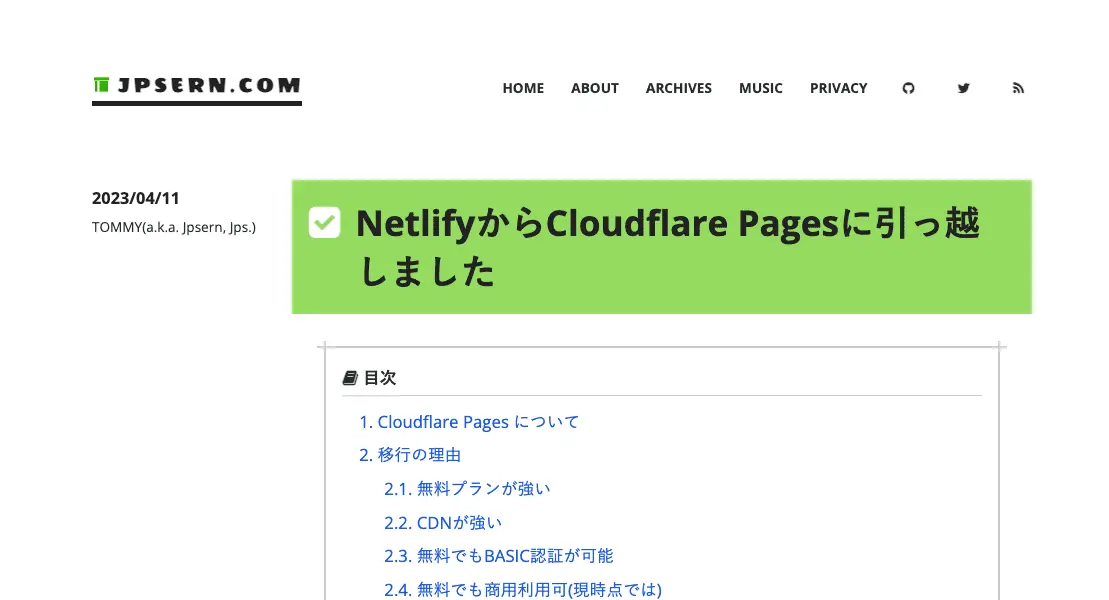 JPSERN.COM
HOME ABOUT ARCHIVES MUSIC PRIVACY
2023/04/11
TOMMY(a.k.a. Jpsern, Jps.)
NetlifyからCloudflare Pagesに引っ越
しました
目次
1. Cloudflare Pages について
2. 移行の理由
2.1. 無料プランが強い
2.2. CDNが強い
2.3. 無料でもBASIC認証が可能
2.4. 無料でも商用利用可(現時点では)